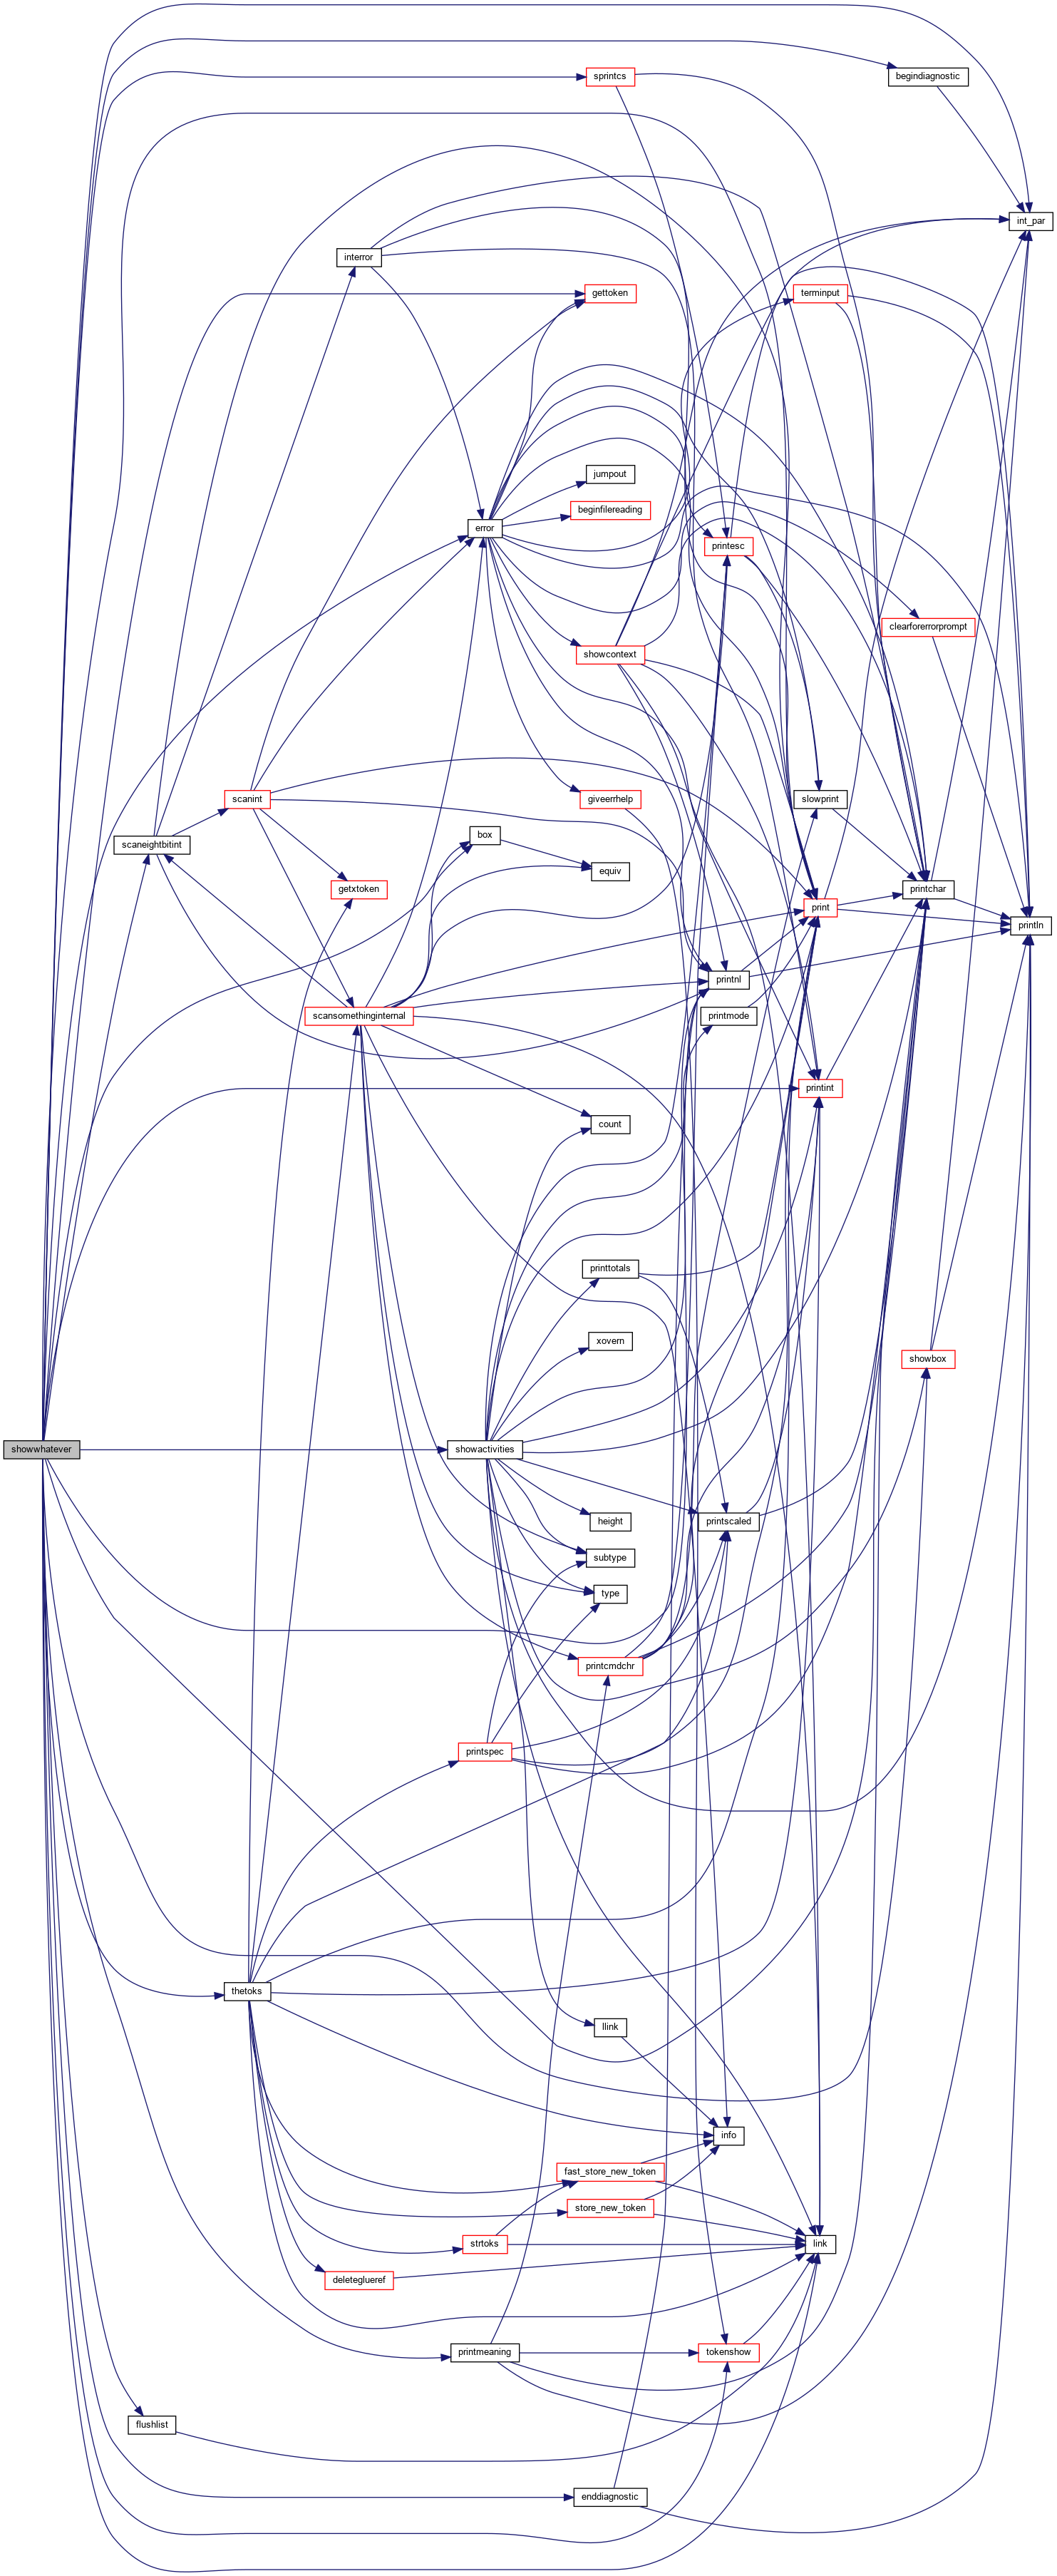 begindiagnostic
sprintcs
int_par
interror
gettoken
terminput
jumpout
beginfilereading
error
printesc
clearforerrorprompt
showcontext
scanint
giveerrhelp
slowprint
box
scaneightbitint
equiv
getxtoken
printchar
print
println
printnl
scansomethinginternal
printmode
printint
count
printtotals
xovern
showbox
showwhatever
showactivities
height
printscaled
subtype
type
printcmdchr
printspec
thetoks
llink
info
fast_store_new_token
store_new_token
strtoks
link
deleteglueref
printmeaning
tokenshow
flushlist
enddiagnostic